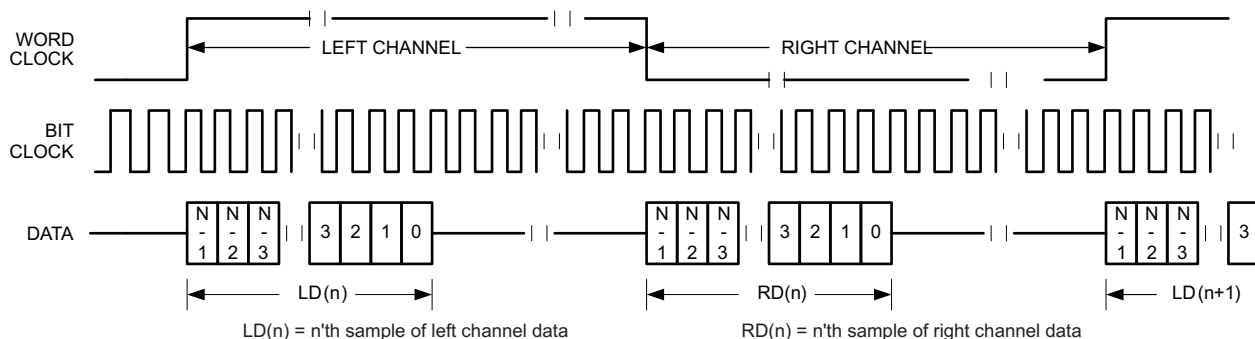 WORD
CLOCK
LEFT CHANNEL
RIGHT CHANNEL
BIT
CLOCK
DATA
N
-
1
N
-
2
N
-
3
3
2
1
0
N
-
1
N
-
2
N
-
3
3
2
1
0
N
-
1
N
-
2
N
-
3
3
LD(n)
RD(n)
LD(n+1)
LD(n) = n'th sample of left channel data
RD(n) = n'th sample of right channel data